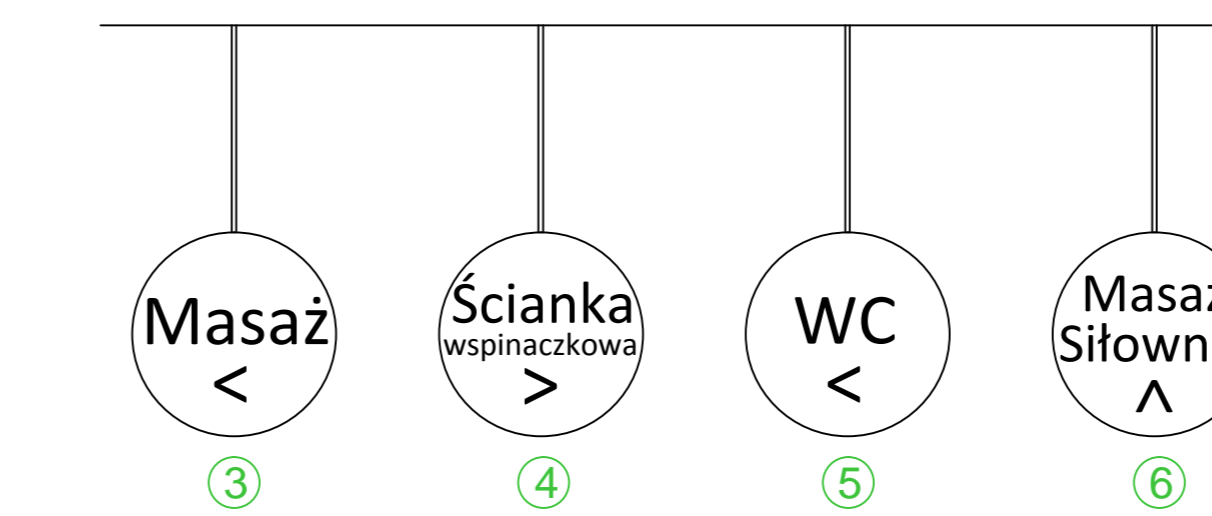 Masaż
<
③
Ścianka
wspinaczkowa
>
④
WC
<
⑤
^
⑥